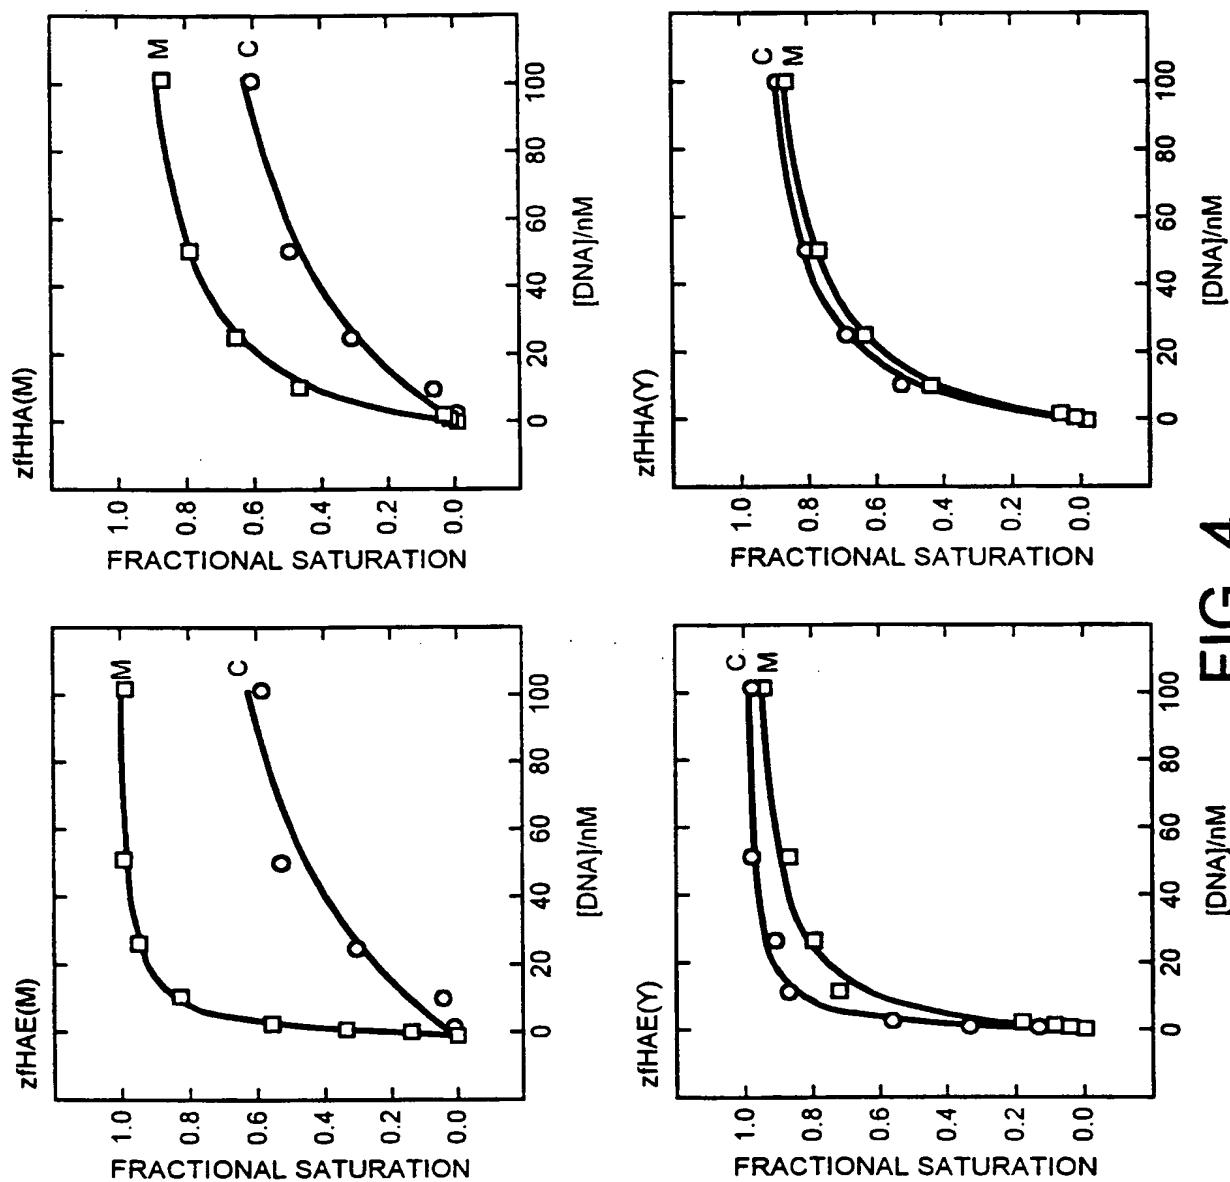 zfHAE(M)
FRACTIONAL SATURATION
1.0
0.8
0.6
0.4
0.2
0.0
M
C
0
20
40
60
80
100
[DNA]/nM
zfHHA(M)
FRACTIONAL SATURATION
1.0
0.8
0.6
0.4
0.2
0.0
M
C
0
20
40
60
80
100
[DNA]/nM
zfHAE(Y)
FRACTIONAL SATURATION
1.0
0.8
0.6
0.4
0.2
0.0
C
M
0
20
40
60
80
100
[DNA]/nM
zfHHA(Y)
FRACTIONAL SATURATION
1.0
0.8
0.6
0.4
0.2
0.0
C
M
0
20
40
60
80
100
[DNA]/nM
FIG. 4